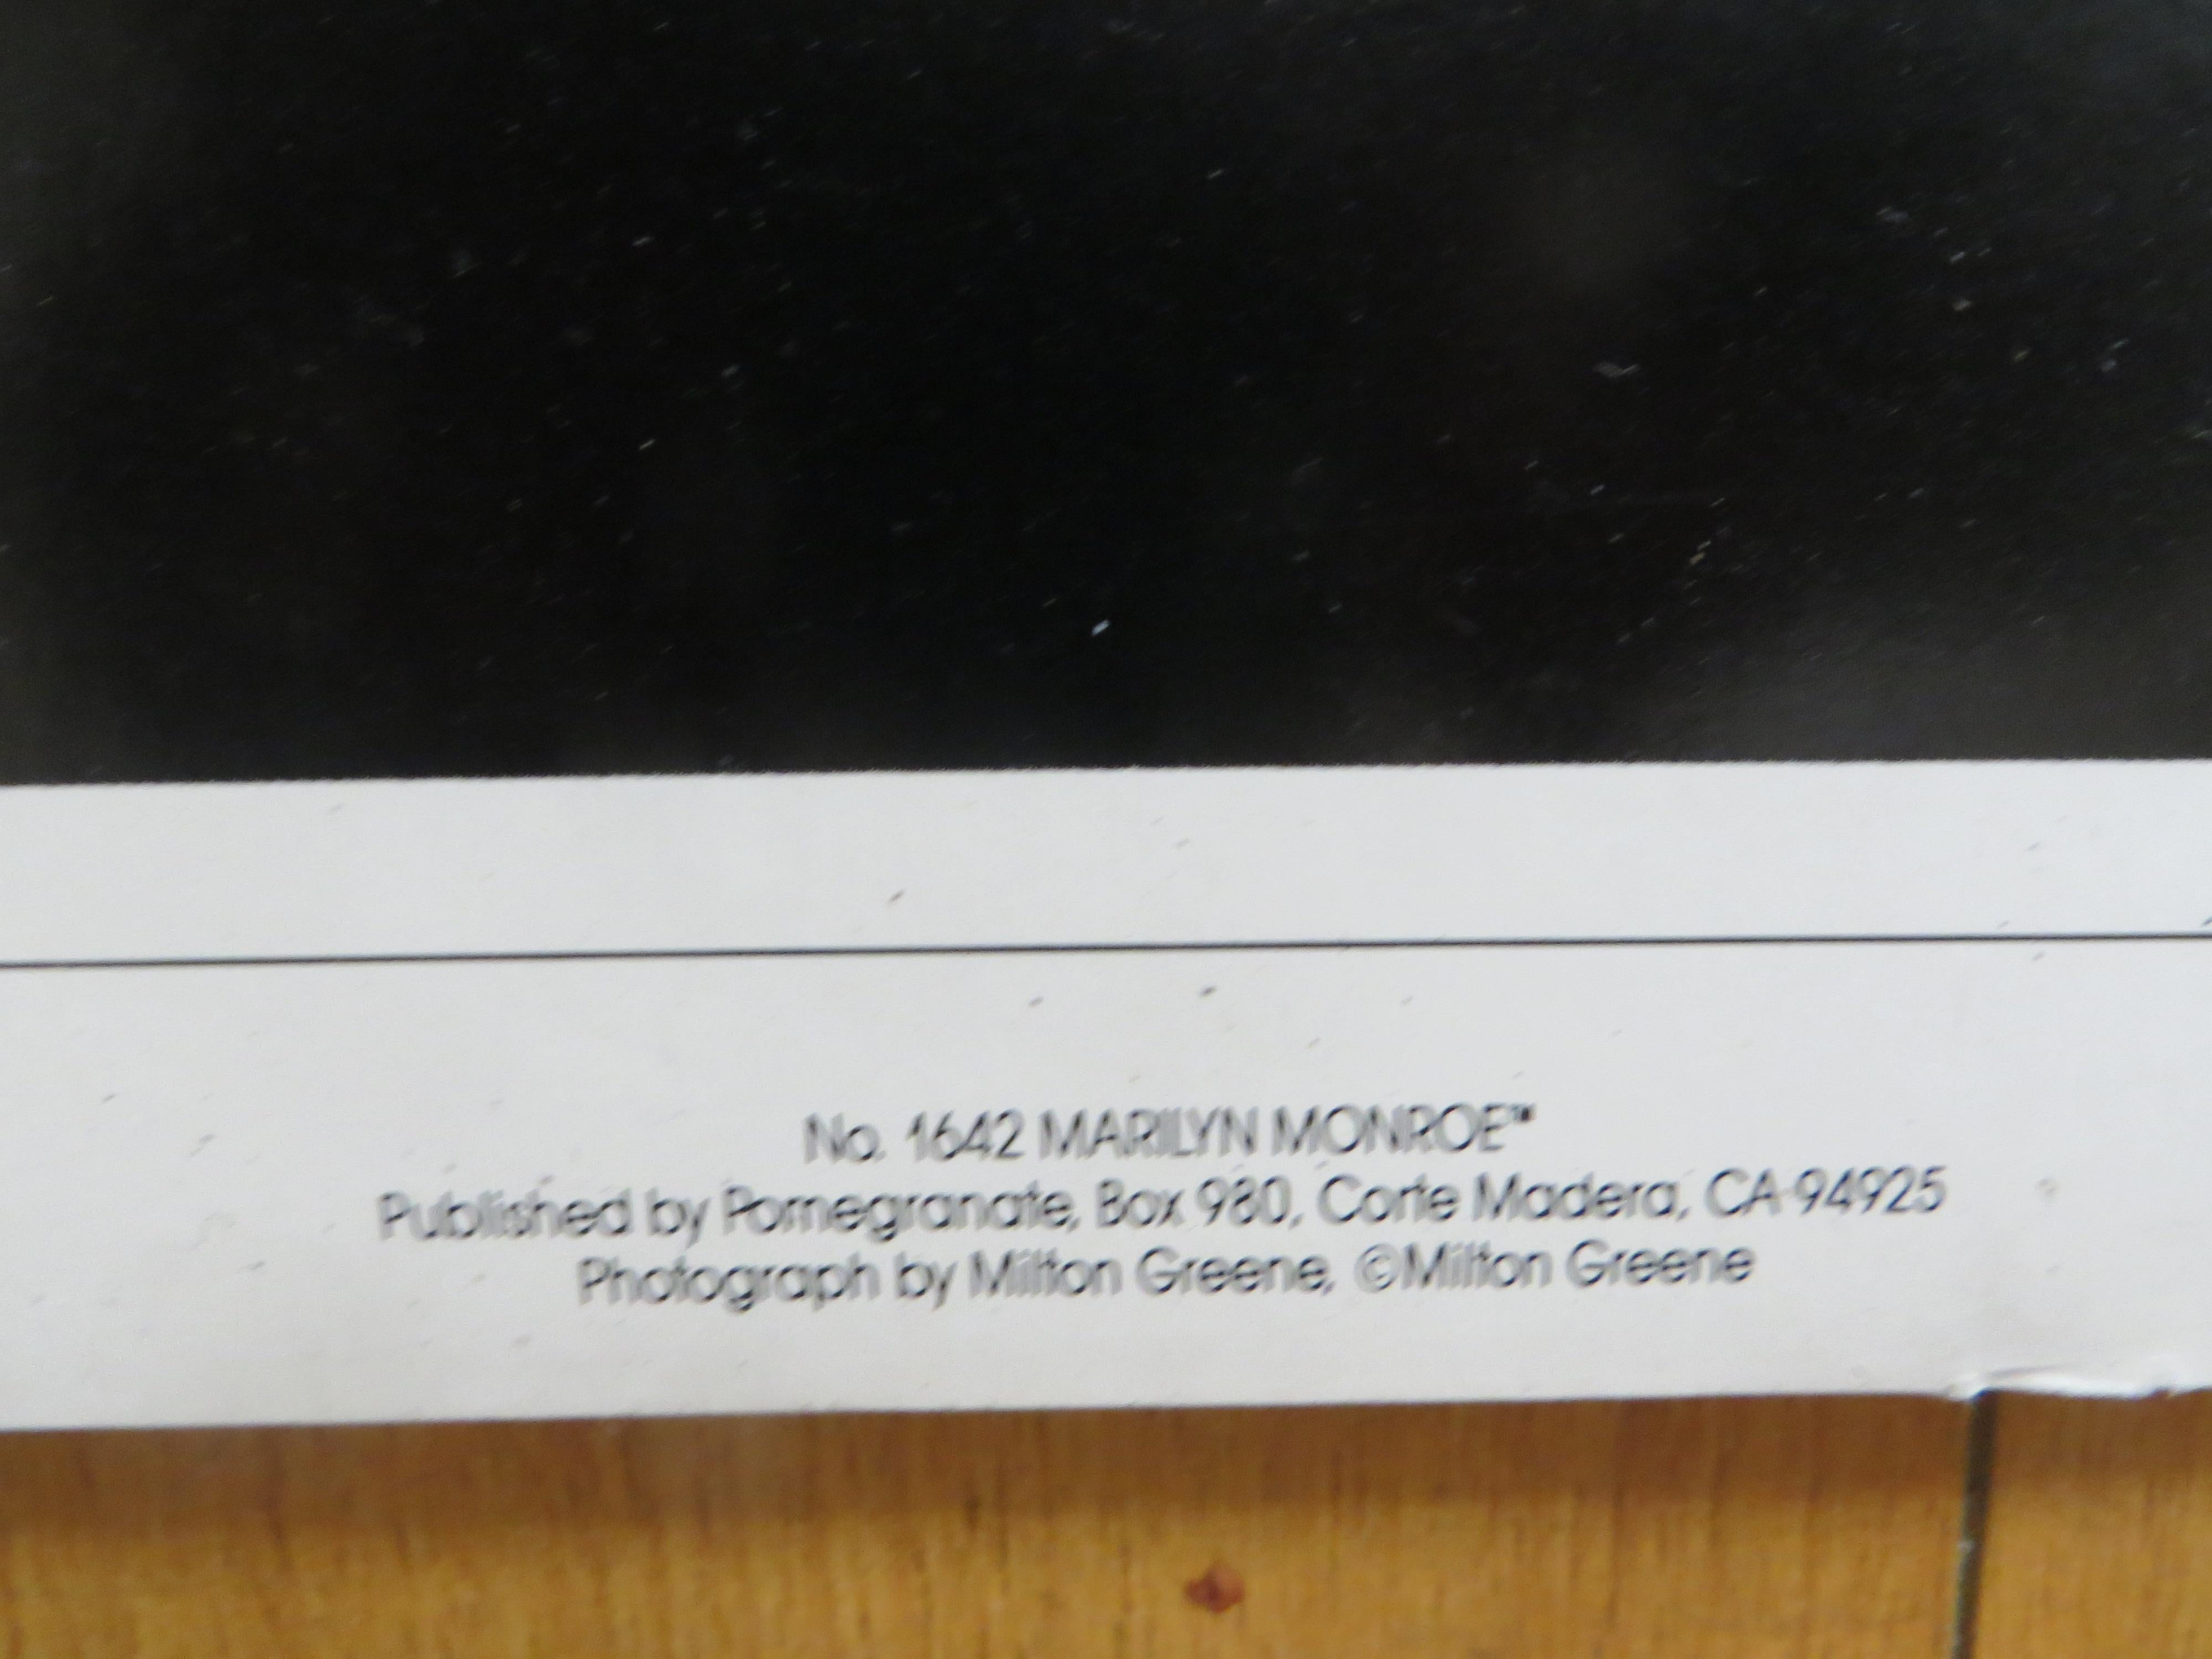 No. 1642 MARILYN MONROE™
Published by Pomegranate, Box 980, Corte Madera, CA 94925
Photograph by Milton Greene, ©Milton Greene